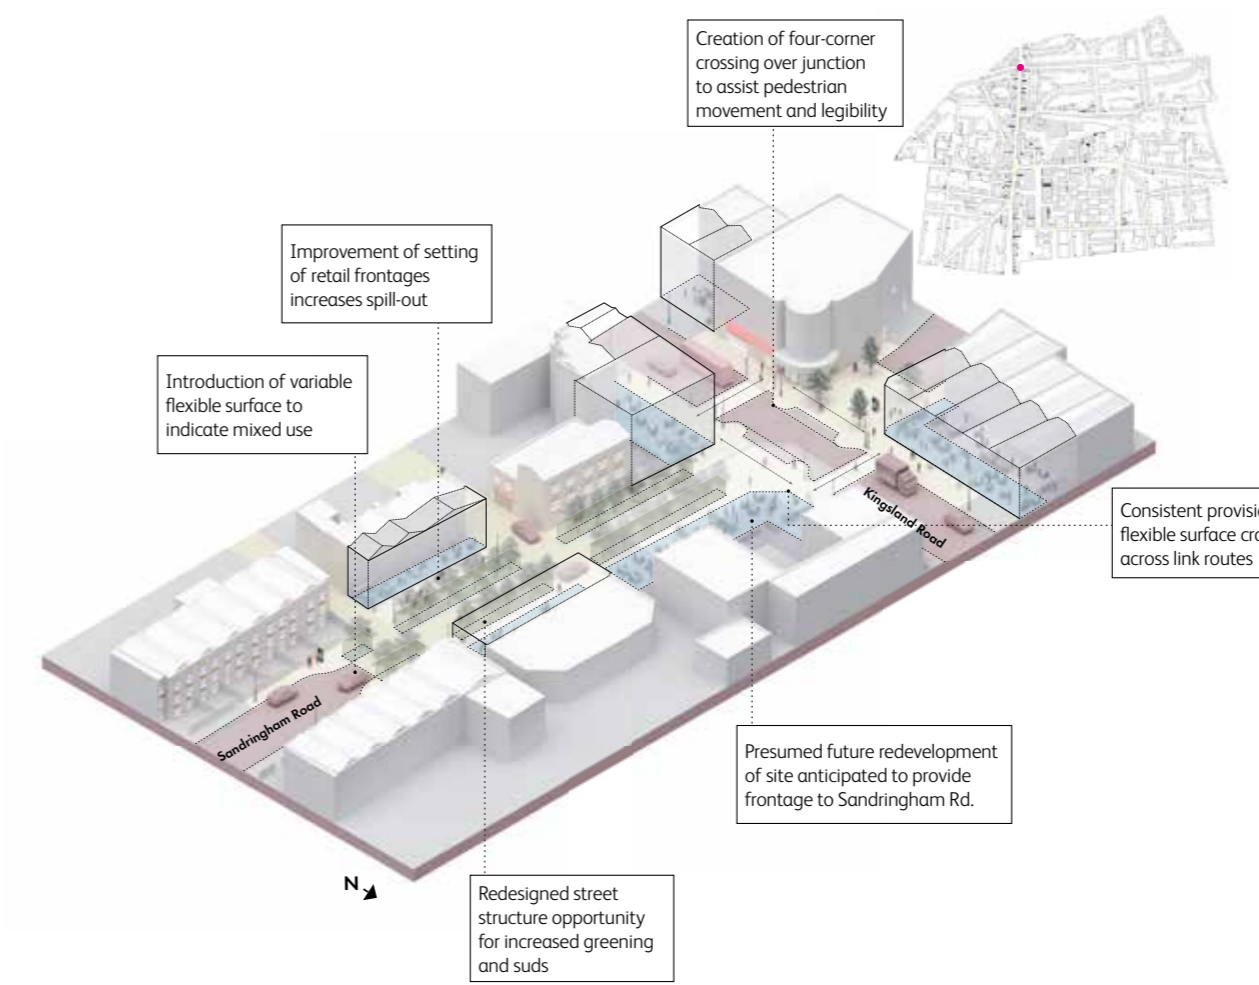 Creation of four-corner
crossing over junction
to assist pedestrian
movement and legibility
Improvement of setting
of retail frontages
increases spill-out
Introduction of variable
flexible surface to
indicate mixed use
Kingsland Road
Consistent
flexible surface
across link routes
Sandringham Road
Presumed future redevelopment
of site anticipated to provide
frontage to Sandringham Rd.
N
Redesigned street
structure opportunity
for increased greening
and suds